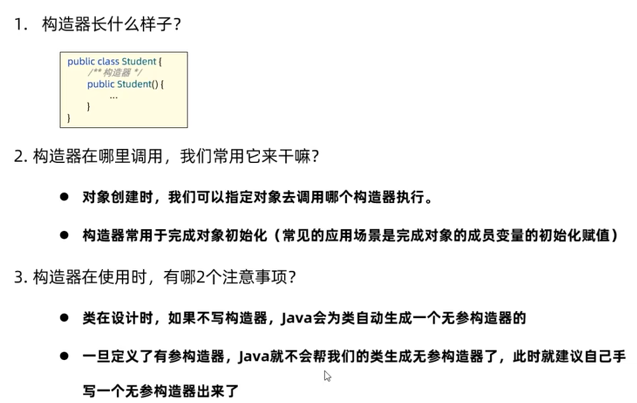 1. 构造器长什么样子？
public class Student {
/** 构造器 */
public Student() {
...
}
}
2. 构造器在哪里调用，我们常用它来干嘛？
● 对象创建时，我们可以指定对象去调用哪个构造器执行。
● 构造器常用于完成对象初始化（常见的应用场景是完成对象的成员变量的初始化赋值）
3. 构造器在使用时，有哪2个注意事项？
● 类在设计时，如果不写构造器，Java会为类自动生成一个无参构造器的
● 一旦定义了有参构造器，Java就不会帮我们的类生成无参构造器了，此时就建议自己手
写一个无参构造器出来了